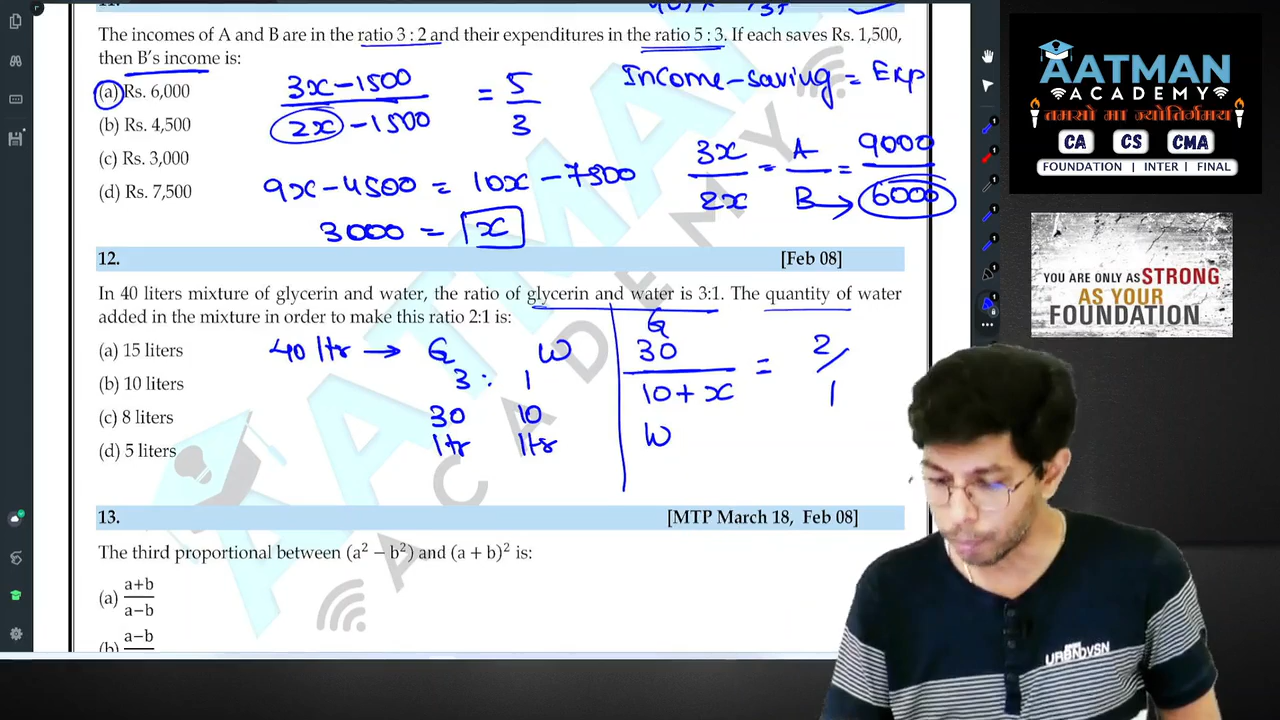 11.
The incomes of A and B are in the ratio 3 : 2 and their expenditures in the ratio 5 : 3. If each saves Rs. 1,500,
then B's income is:
(a) Rs. 6,000
(b) Rs. 4,500
(c) Rs. 3,000
(d) Rs. 7,500
3x-1500 = 5
2x-1500 3
Income-saving = Exp
3x = A = 9000
2x B → 6000
9x-4500 = 10x-7500
3000 = x
12. [Feb 08]
In 40 liters mixture of glycerin and water, the ratio of glycerin and water is 3:1. The quantity of water
added in the mixture in order to make this ratio 2:1 is:
(a) 15 liters
(b) 10 liters
(c) 8 liters
(d) 5 liters
40 ltr → G W
3 : 1
30 10
ltr ltr
G
30 = 2/
10+x 1
W
13. [MTP March 18, Feb 08]
The third proportional between (a² − b²) and (a + b)² is:
(a) a+b
a−b
(b) a−b
AATMAN
ACADEMY
तमसो मा ज्योतिर्गमय
CA CS CMA
FOUNDATION | INTER | FINAL
YOU ARE ONLY AS STRONG
AS YOUR
FOUNDATION
AATMAN
ACADEMY
URBNDVSN